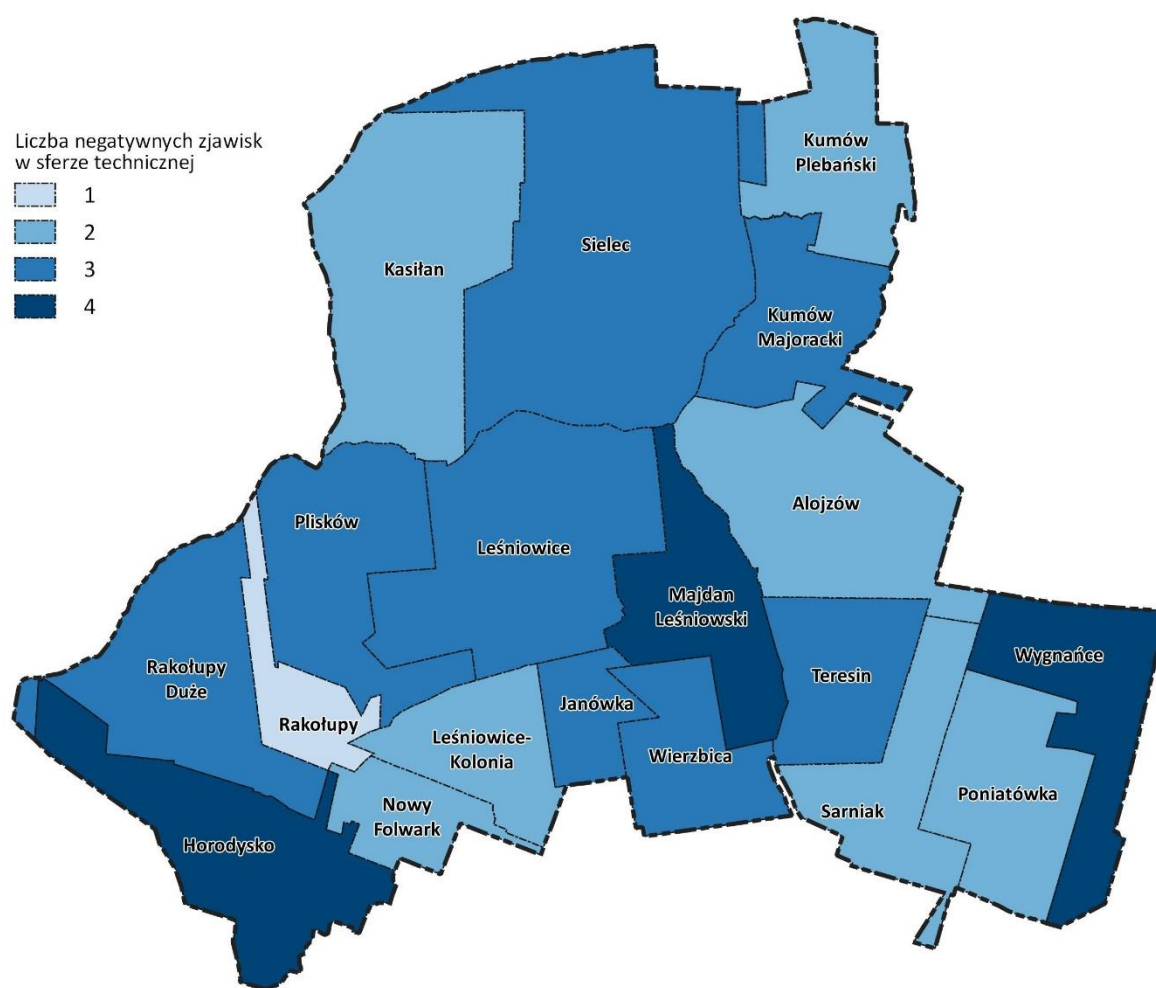 Liczba negatywnych zjawisk
w sferze technicznej
1
2
3
4
Kumów
Plebański
Sielec
Kasiłan
Kumów
Majoracki
Alojzów
Plisków
Leśniowice
Majdan
Leśniowski
Wygnańce
Rakołupy
Duże
Teresin
Janówka
Rakołupy
Leśniowice-
Kolonia
Wierzbica
Poniatówka
Nowy
Folwark
Sarniak
Horodysko